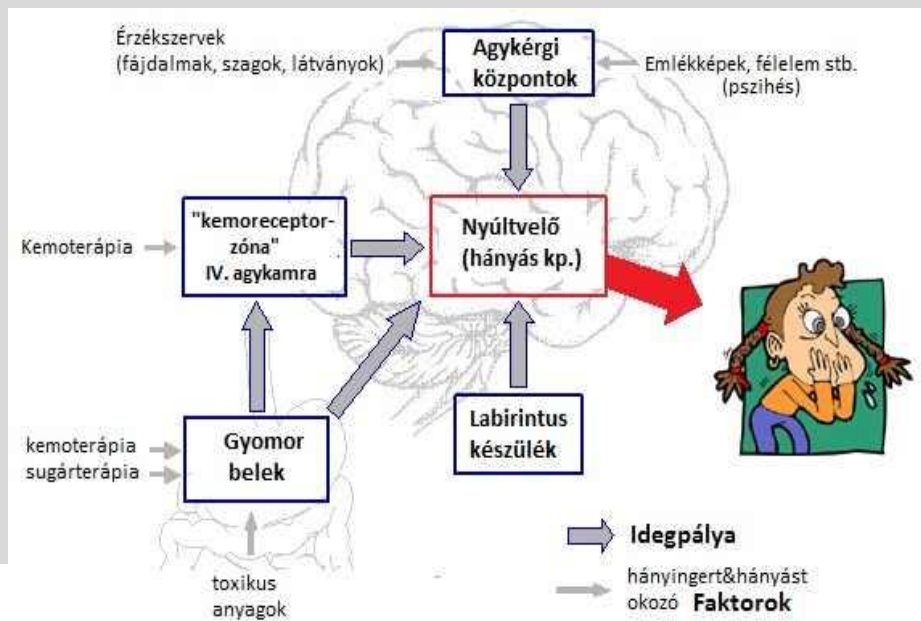 Érzékszervek
(fájdalmak, szagok, látványok)
Agykérgi
központok
Emlékképek, félelem stb.
(pszihés)
Kemoterápia
"kemoreceptor-
zóna"
IV. agykamra
Nyúltvelő
(hányás kp.)
kemoterápia
sugárterápia
Gyomor
belek
Labirintus
készülék
toxikus
anyagok
Idegpálya
hányingert&hányást
okozó Faktorok